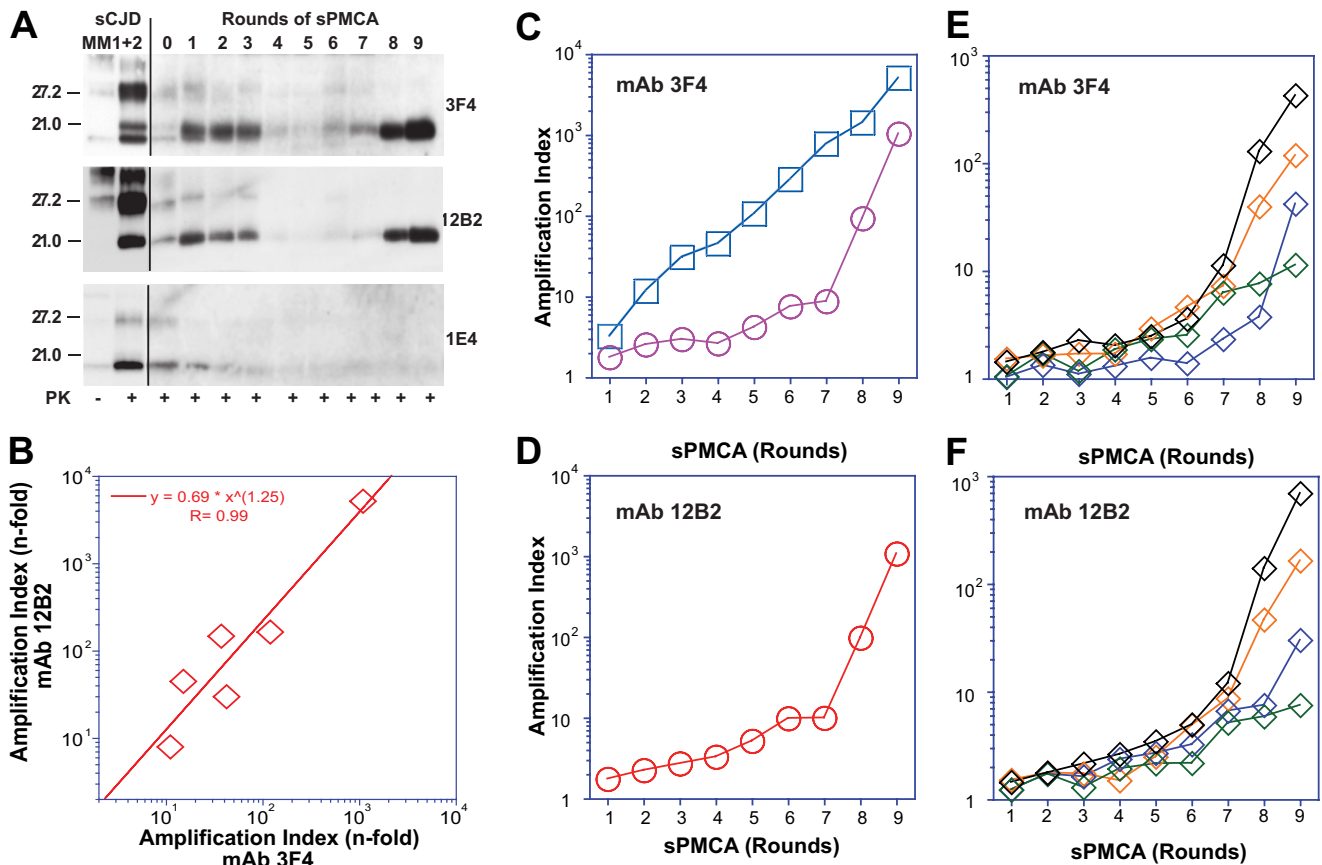 A
sCJD
Rounds of sPMCA
MM1+2 0 1 2 3 4 5 6 7 8 9
27.2
21.0
3F4
27.2
21.0
12B2
27.2
21.0
1E4
PK - + + + + + + + + + + +
B
Amplification Index (n-fold)
mAb 12B2
10^4
10^3
10^2
10^1
y = 0.69 * x^(1.25)
R= 0.99
10^1 10^2 10^3 10^4
Amplification Index (n-fold)
mAb 3F4
C
mAb 3F4
Amplification Index
10^4
10^3
10^2
10
1
1 2 3 4 5 6 7 8 9
sPMCA (Rounds)
D
mAb 12B2
Amplification Index
10^4
10^3
10^2
10
1
1 2 3 4 5 6 7 8 9
sPMCA (Rounds)
E
mAb 3F4
10^3
10^2
10
1
1 2 3 4 5 6 7 8 9
sPMCA (Rounds)
F
mAb 12B2
10^3
10^2
10
1
1 2 3 4 5 6 7 8 9
sPMCA (Rounds)